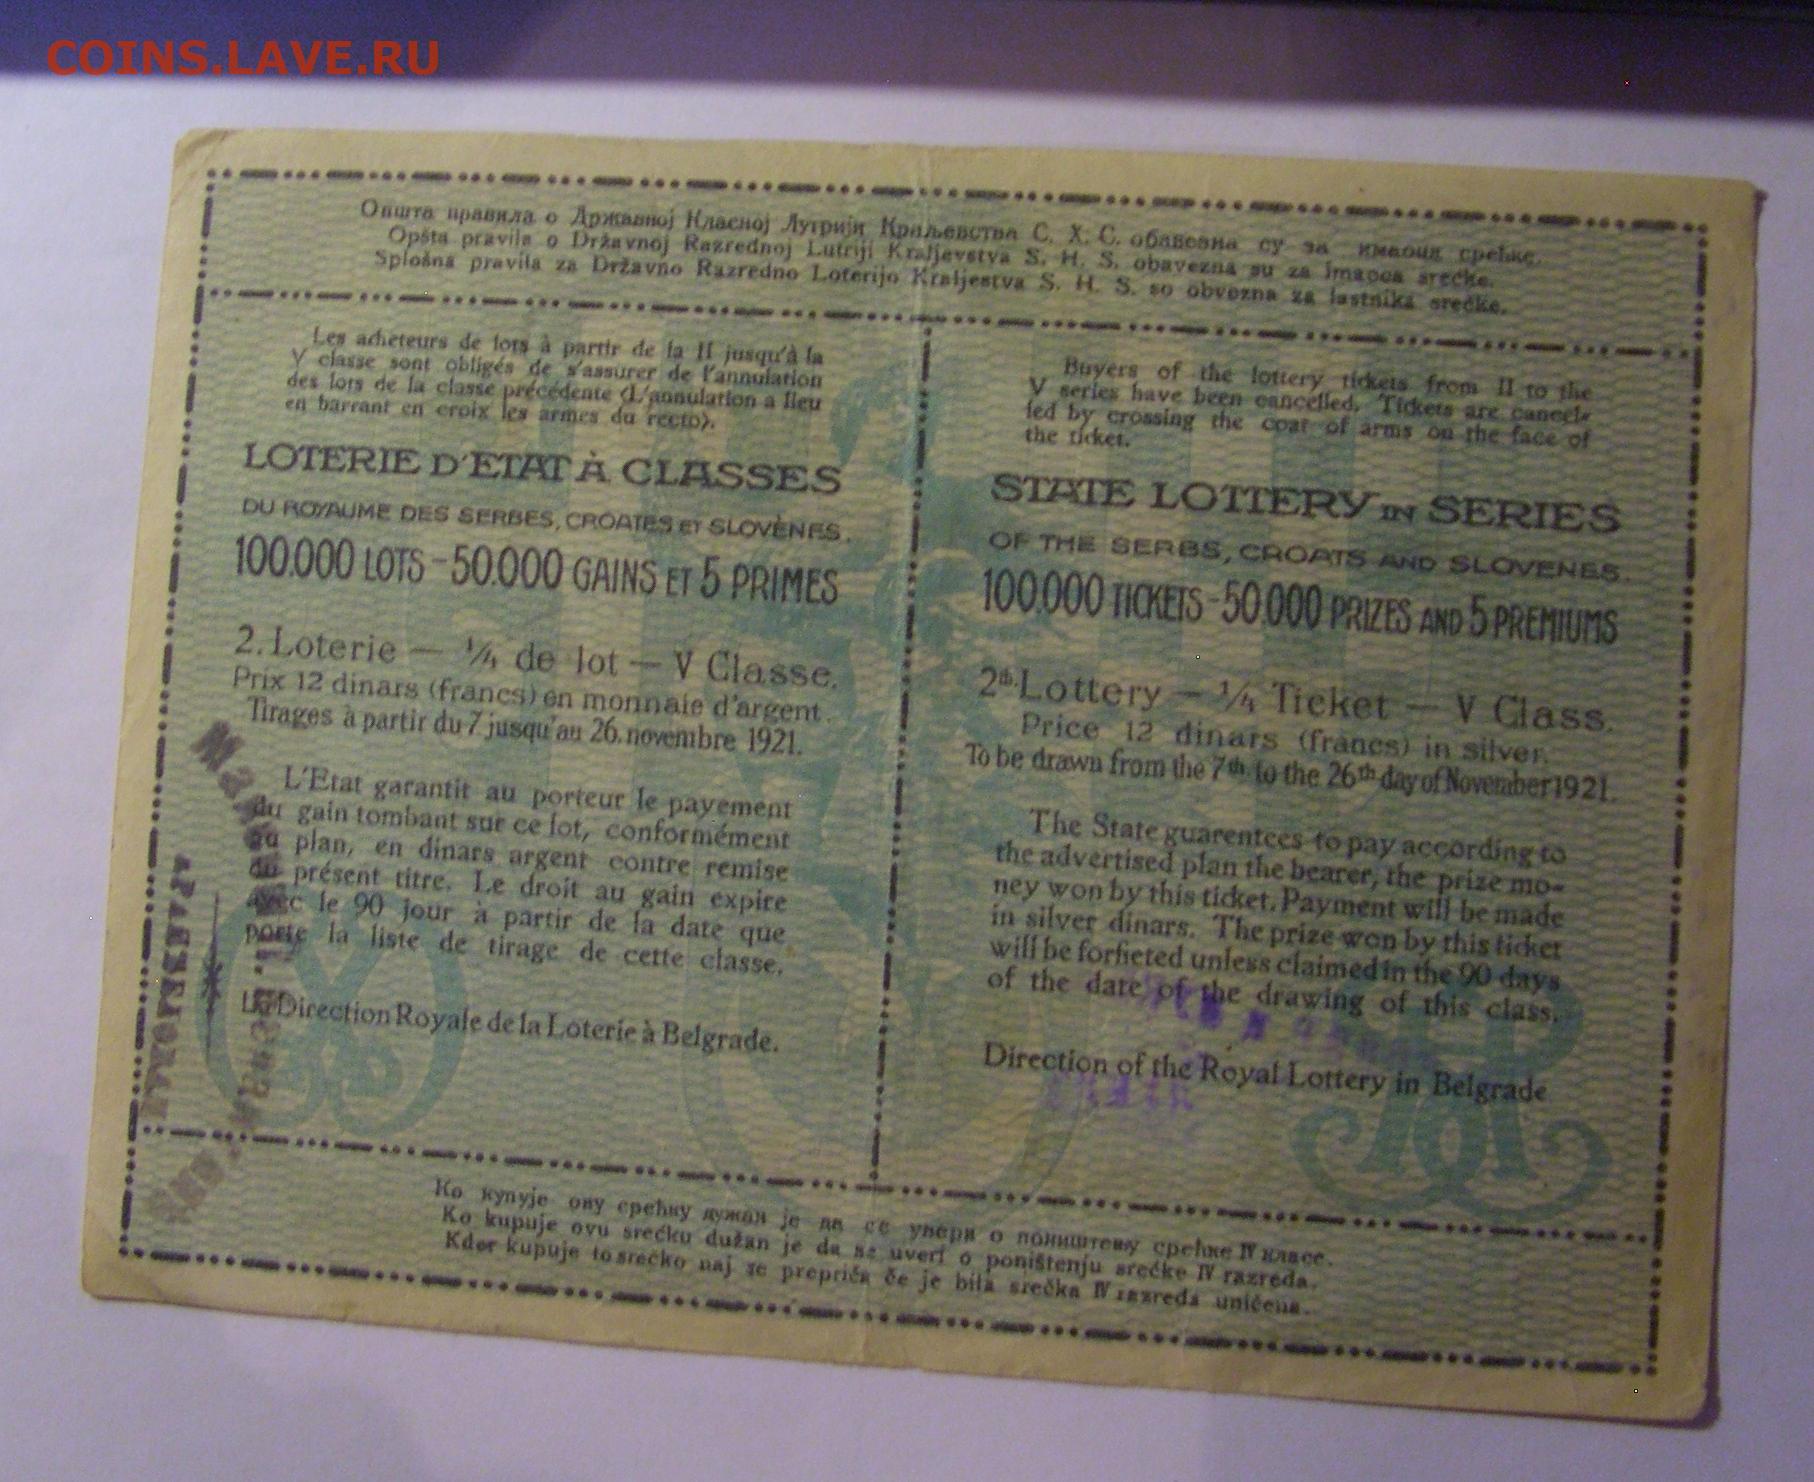 COINS.LAVE.RU
Општа правила о Државној Класној Лутрији Краљевства С. Х. С. обавезна су за имаоца срећке.
Opšta pravila o Državnoj Razrednoj Lutriji Kraljevstva S. H. S. obavezna su za imaoca srećke.
Splošna pravila za Državno Razredno Loterijo Kraljestva S. H. S. so obvezna za lastnika srečke.
Les acheteurs de lots à partir de la II jusqu'à la
V classe sont obligés de s'assurer de l'annulation
des lots de la classe précédente (L'annulation a lieu
en barrant en croix les armes du recto).
LOTERIE D'ETAT À CLASSES
DU ROYAUME DES SERBES, CROATES ET SLOVÈNES.
100.000 LOTS - 50.000 GAINS ET 5 PRIMES
2. Loterie — ¼ de lot — V Classe.
Prix 12 dinars (francs) en monnaie d'argent.
Tirages à partir du 7 jusqu'au 26. novembre 1921.
L'Etat garantit au porteur le payement
du gain tombant sur ce lot, conformément
au plan, en dinars argent contre remise
du présent titre. Le droit au gain expire
avec le 90 jour à partir de la date que
porte la liste de tirage de cette classe.
La Direction Royale de la Loterie à Belgrade.
Buyers of the lottery tickets from II to the
V series have been cancelled. Tickets are cancel-
led by crossing the coat of arms on the face of
the ticket.
STATE LOTTERY IN SERIES
OF THE SERBS, CROATS AND SLOVENES.
100.000 TICKETS - 50.000 PRIZES AND 5 PREMIUMS
2th. Lottery — ¼ Ticket — V Class.
Price 12 dinars (francs) in silver.
To be drawn from the 7th to the 26th day of November 1921.
The State guarentees to pay according to
the advertised plan the bearer, the prize mo-
ney won by this ticket. Payment will be made
in silver dinars. The prize won by this ticket
will be forfieted unless claimed in the 90 days
of the date of the drawing of this class.
Direction of the Royal Lottery in Belgrade
Ко купује ову срећку дужан је да се увери о поништењу срећке IV класе.
Ko kupuje ovu srećku dužan je da se uveri o poništenju srećke IV razreda.
Kdor kupuje to srečko naj se prepriča če je bila srečka IV razreda uničena.